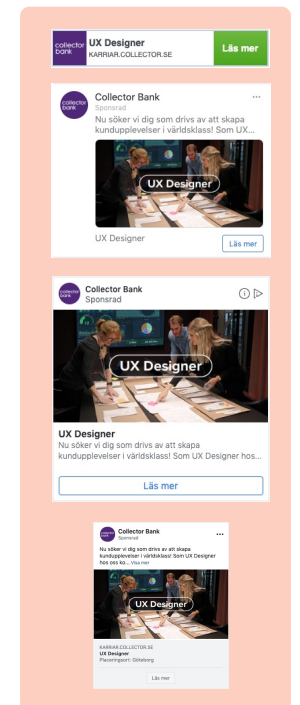 collector
bank
UX Designer
KARRIAR.COLLECTOR.SE
Läs mer
collector
bank
Collector Bank
...
Sponsrad
Nu söker vi dig som drivs av att skapa
kundupplevelser i världsklass! Som UX...
UX Designer
UX Designer
Läs mer
collector
bank
Collector Bank
Sponsrad
UX Designer
UX Designer
Nu söker vi dig som drivs av att skapa
kundupplevelser i världsklass! Som UX Designer hos...
Läs mer
collector
bank
Collector Bank
...
Sponsrad
Nu söker vi dig som drivs av att skapa
kundupplevelser i världsklass! Som UX Designer
hos oss ko... Visa mer
UX Designer
KARRIAR.COLLECTOR.SE
UX Designer
Placeringsort: Göteborg
Läs mer